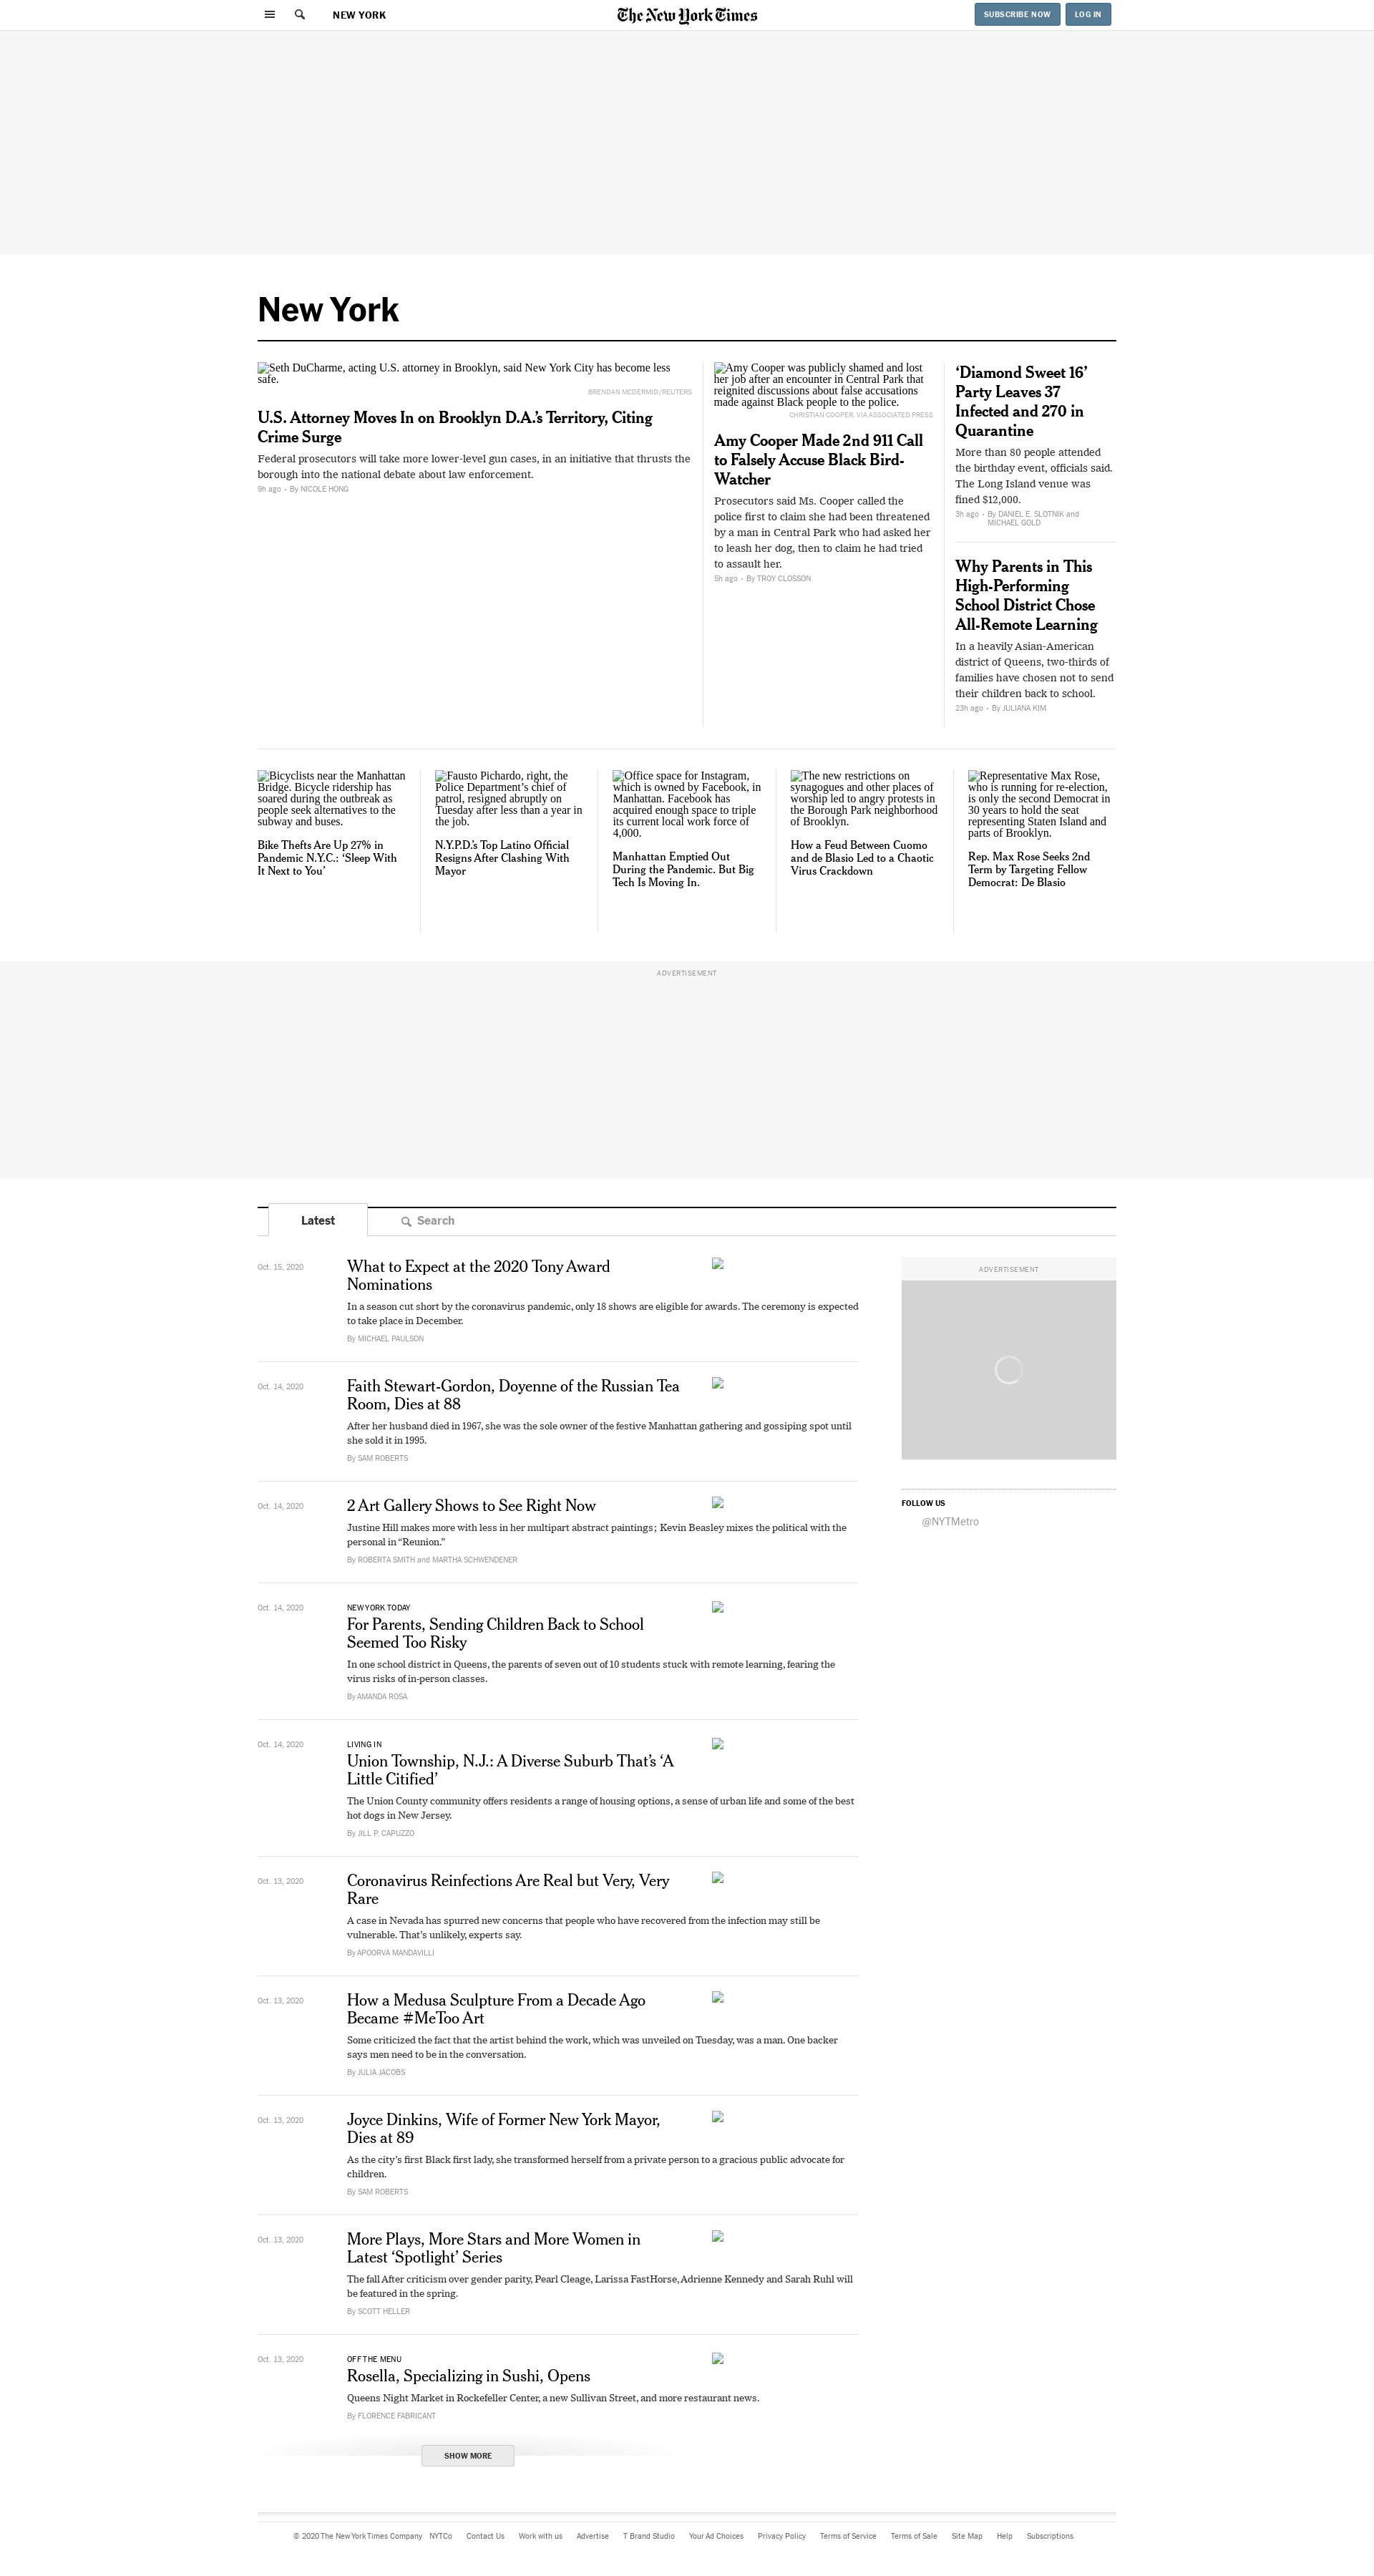 NEW YORK
The New York Times
SUBSCRIBE NOW
LOG IN
New York
Seth DuCharme, acting U.S. attorney in Brooklyn, said New York City has become less
safe.
BRENDAN MCDERMID/REUTERS
U.S. Attorney Moves In on Brooklyn D.A.’s Territory, Citing
Crime Surge
Federal prosecutors will take more lower-level gun cases, in an initiative that thrusts the
borough into the national debate about law enforcement.
9h ago • By NICOLE HONG
Amy Cooper was publicly shamed and lost
her job after an encounter in Central Park that
reignited discussions about false accusations
made against Black people to the police.
CHRISTIAN COOPER, VIA ASSOCIATED PRESS
Amy Cooper Made 2nd 911 Call
to Falsely Accuse Black Bird-
Watcher
Prosecutors said Ms. Cooper called the
police first to claim she had been threatened
by a man in Central Park who had asked her
to leash her dog, then to claim he had tried
to assault her.
5h ago • By TROY CLOSSON
‘Diamond Sweet 16’
Party Leaves 37
Infected and 270 in
Quarantine
More than 80 people attended
the birthday event, officials said.
The Long Island venue was
fined $12,000.
3h ago • By DANIEL E. SLOTNIK and
MICHAEL GOLD
Why Parents in This
High-Performing
School District Chose
All-Remote Learning
In a heavily Asian-American
district of Queens, two-thirds of
families have chosen not to send
their children back to school.
23h ago • By JULIANA KIM
Bicyclists near the Manhattan
Bridge. Bicycle ridership has
soared during the outbreak as
people seek alternatives to the
subway and buses.
Bike Thefts Are Up 27% in
Pandemic N.Y.C.: ‘Sleep With
It Next to You’
Fausto Pichardo, right, the
Police Department’s chief of
patrol, resigned abruptly on
Tuesday after less than a year in
the job.
N.Y.P.D.’s Top Latino Official
Resigns After Clashing With
Mayor
Office space for Instagram,
which is owned by Facebook, in
Manhattan. Facebook has
acquired enough space to triple
its current local work force of
4,000.
Manhattan Emptied Out
During the Pandemic. But Big
Tech Is Moving In.
The new restrictions on
synagogues and other places of
worship led to angry protests in
the Borough Park neighborhood
of Brooklyn.
How a Feud Between Cuomo
and de Blasio Led to a Chaotic
Virus Crackdown
Representative Max Rose,
who is running for re-election,
is only the second Democrat in
30 years to hold the seat
representing Staten Island and
parts of Brooklyn.
Rep. Max Rose Seeks 2nd
Term by Targeting Fellow
Democrat: De Blasio
ADVERTISEMENT
Latest
Search
Oct. 15, 2020
What to Expect at the 2020 Tony Award
Nominations
In a season cut short by the coronavirus pandemic, only 18 shows are eligible for awards. The ceremony is expected
to take place in December.
By MICHAEL PAULSON
ADVERTISEMENT
FOLLOW US
@NYTMetro
Oct. 14, 2020
Faith Stewart-Gordon, Doyenne of the Russian Tea
Room, Dies at 88
After her husband died in 1967, she was the sole owner of the festive Manhattan gathering and gossiping spot until
she sold it in 1995.
By SAM ROBERTS
Oct. 14, 2020
2 Art Gallery Shows to See Right Now
Justine Hill makes more with less in her multipart abstract paintings; Kevin Beasley mixes the political with the
personal in “Reunion.”
By ROBERTA SMITH and MARTHA SCHWENDENER
Oct. 14, 2020
NEW YORK TODAY
For Parents, Sending Children Back to School
Seemed Too Risky
In one school district in Queens, the parents of seven out of 10 students stuck with remote learning, fearing the
virus risks of in-person classes.
By AMANDA ROSA
Oct. 14, 2020
LIVING IN
Union Township, N.J.: A Diverse Suburb That’s ‘A
Little Citified’
The Union County community offers residents a range of housing options, a sense of urban life and some of the best
hot dogs in New Jersey.
By JILL P. CAPUZZO
Oct. 13, 2020
Coronavirus Reinfections Are Real but Very, Very
Rare
A case in Nevada has spurred new concerns that people who have recovered from the infection may still be
vulnerable. That’s unlikely, experts say.
By APOORVA MANDAVILLI
Oct. 13, 2020
How a Medusa Sculpture From a Decade Ago
Became #MeToo Art
Some criticized the fact that the artist behind the work, which was unveiled on Tuesday, was a man. One backer
says men need to be in the conversation.
By JULIA JACOBS
Oct. 13, 2020
Joyce Dinkins, Wife of Former New York Mayor,
Dies at 89
As the city’s first Black first lady, she transformed herself from a private person to a gracious public advocate for
children.
By SAM ROBERTS
Oct. 13, 2020
More Plays, More Stars and More Women in
Latest ‘Spotlight’ Series
The fall After criticism over gender parity, Pearl Cleage, Larissa FastHorse, Adrienne Kennedy and Sarah Ruhl will
be featured in the spring.
By SCOTT HELLER
Oct. 13, 2020
OFF THE MENU
Rosella, Specializing in Sushi, Opens
Queens Night Market in Rockefeller Center, a new Sullivan Street, and more restaurant news.
By FLORENCE FABRICANT
SHOW MORE
© 2020 The New York Times Company NYTCo Contact Us Work with us Advertise T Brand Studio Your Ad Choices Privacy Policy Terms of Service Terms of Sale Site Map Help Subscriptions